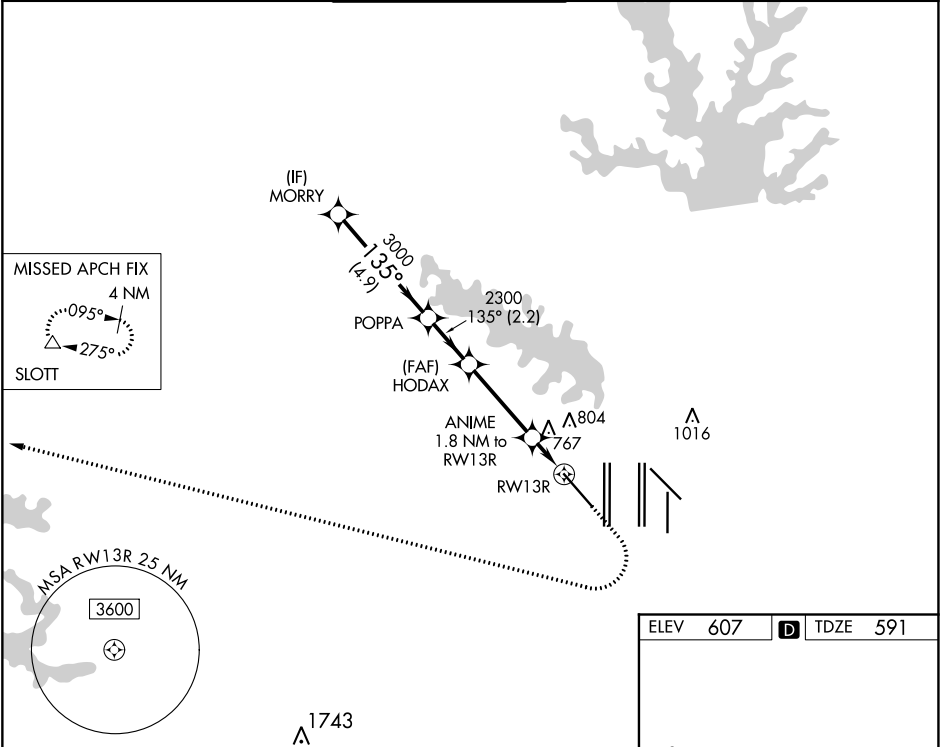 (IF)
MORRY
3000
135°
(4.9)
MISSED APCH FIX
4 NM
095°
275°
SLOTT
POPPA
2300
135° (2.2)
(FAF)
HODAX
ANIME
1.8 NM to
RW13R
804
767
1016
RW13R
MSA RW13R 25 NM
3600
ELEV 607 D TDZE 591
1743